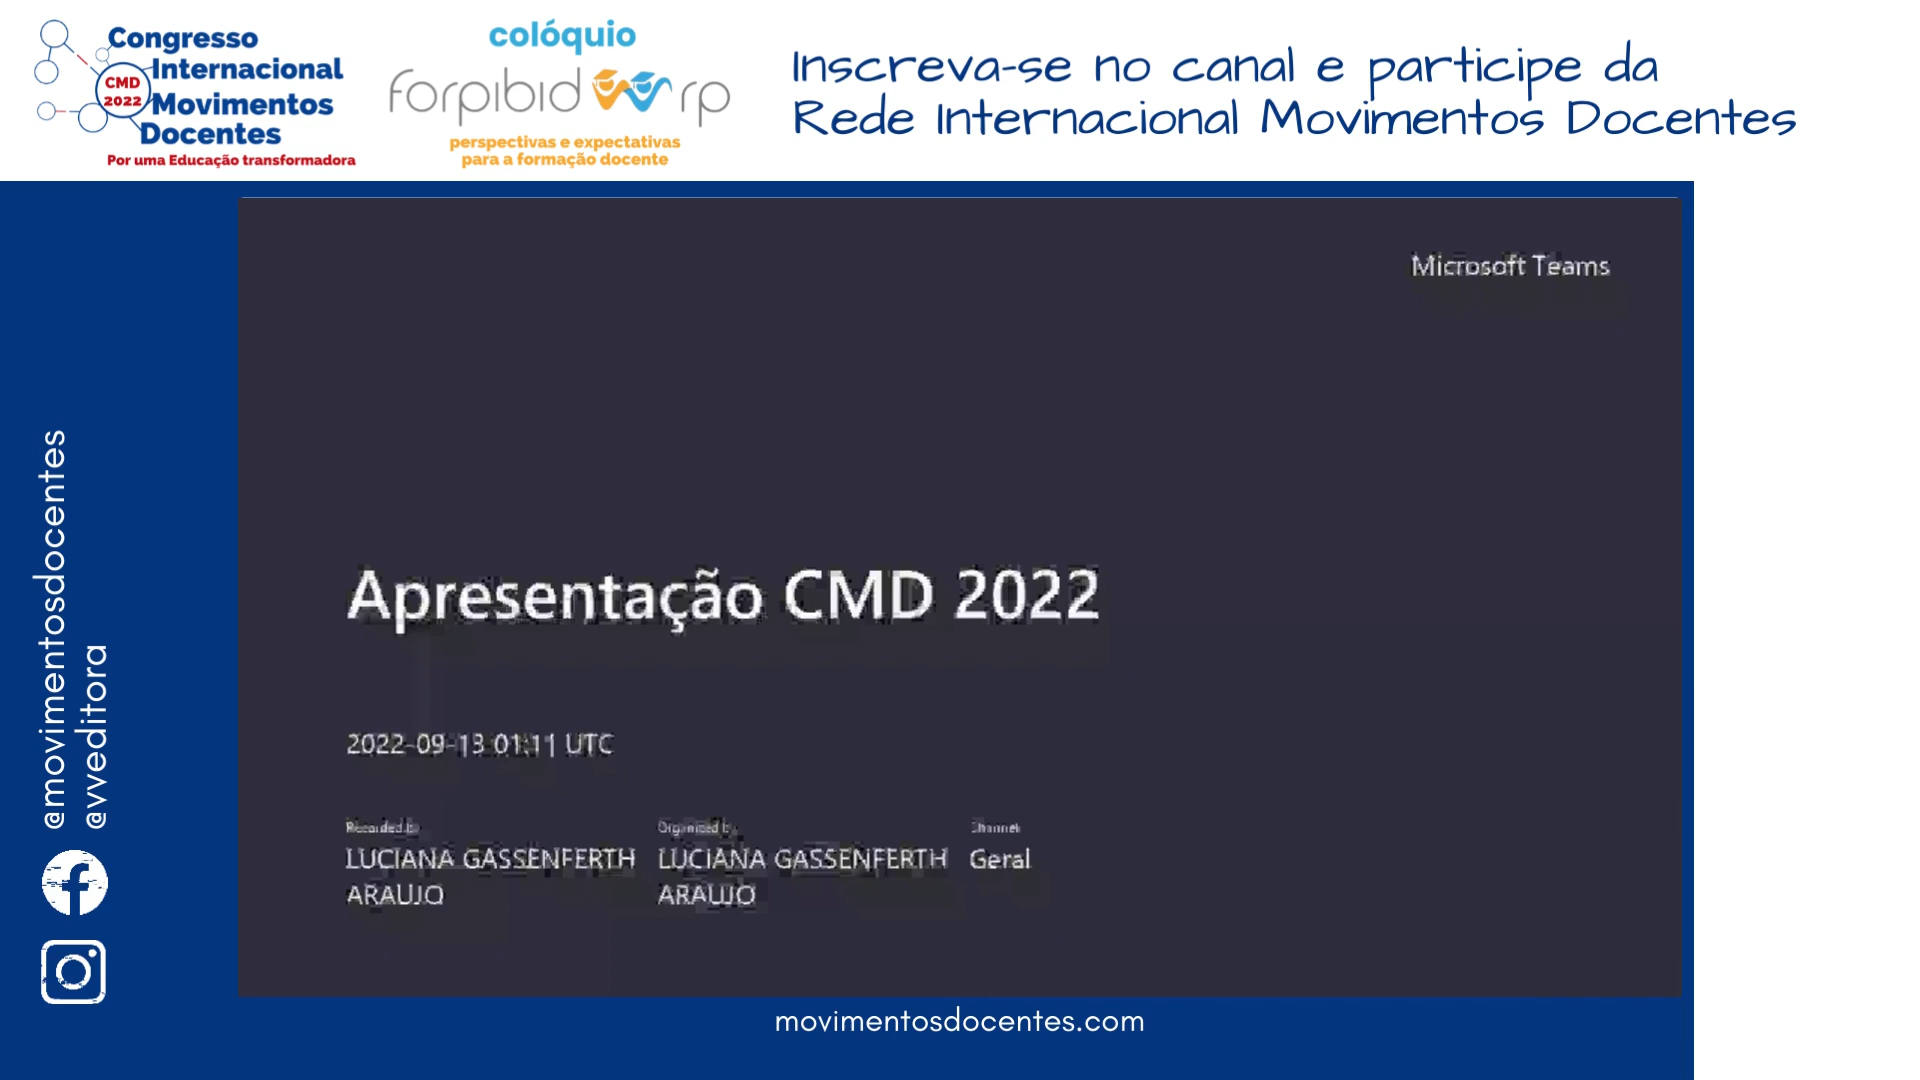 Congresso
Internacional
CMD
2022
Movimentos
Docentes
Por uma Educação transformadora
colóquio
forpibid rp
perspectivas e expectativas
para a formação docente
Inscreva-se no canal e participe da
Rede Internacional Movimentos Docentes
Microsoft Teams
Apresentação CMD 2022
2022-09-13 01:11 UTC
Recorded by
LUCIANA GASSENFERTH
ARAUJO
Organized by
LUCIANA GASSENFERTH
ARAUJO
Channel
Geral
@movimentosdocentes
@vveditora
movimentosdocentes.com